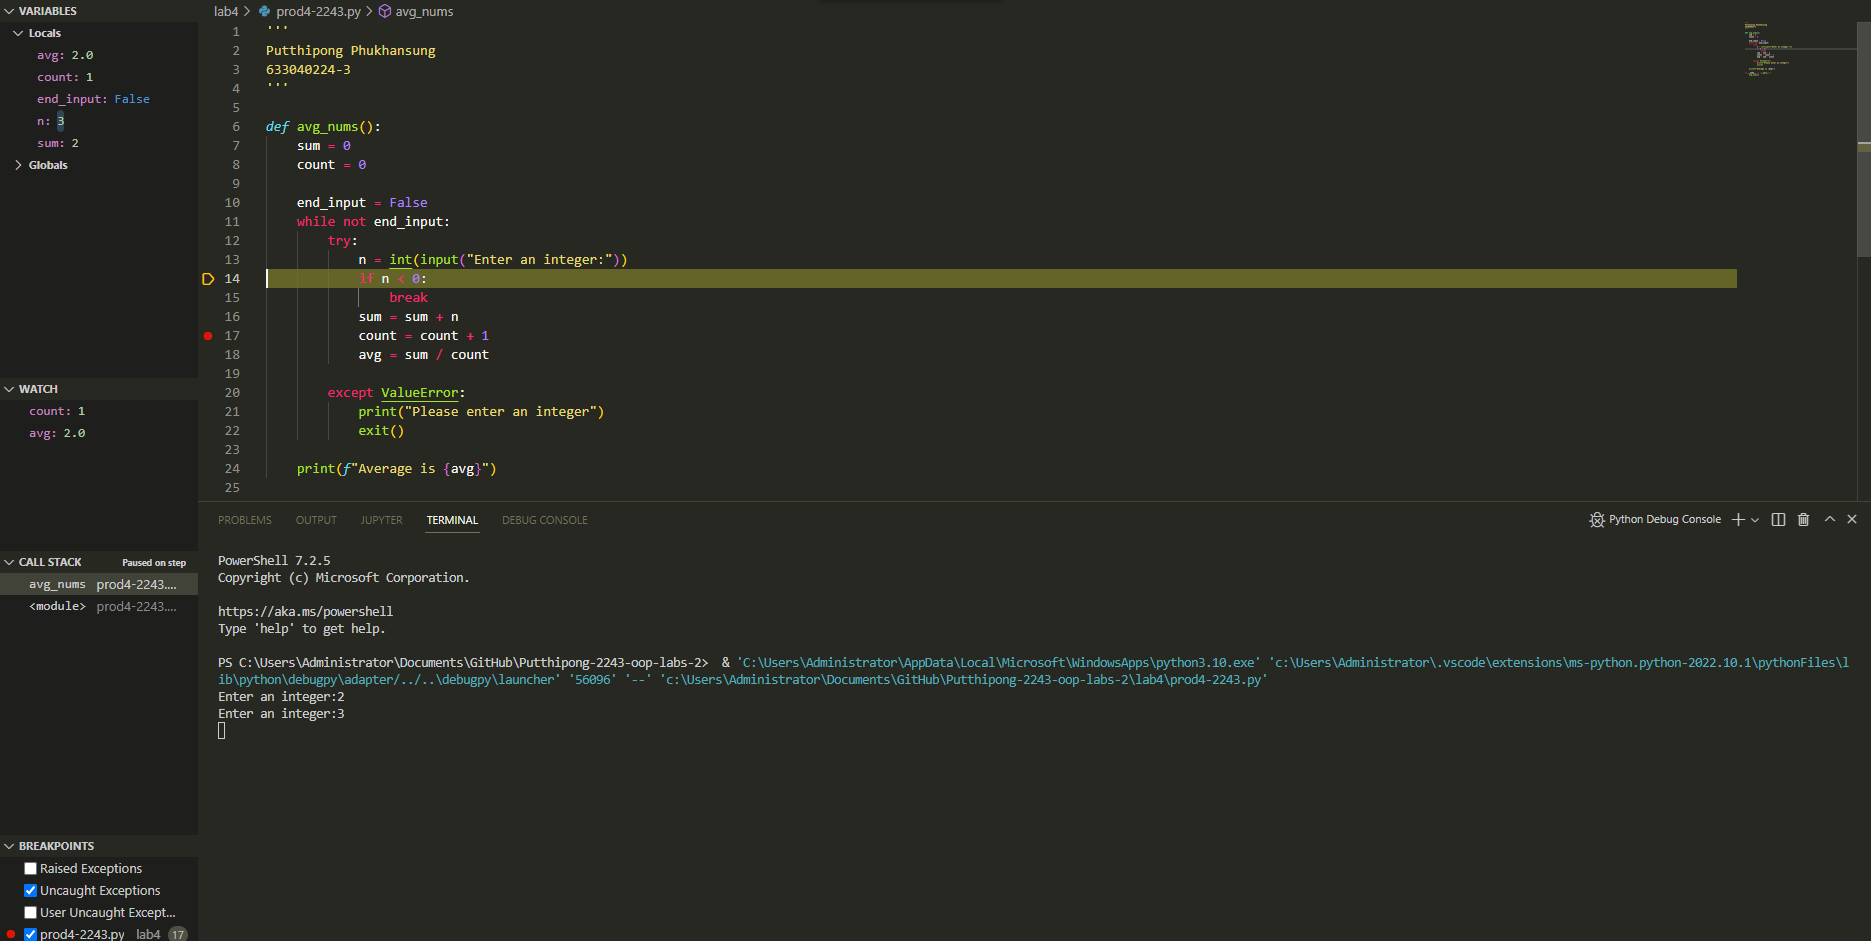 VARIABLES
Locals
avg: 2.0
count: 1
end_input: False
n: 3
sum: 2
Globals
WATCH
count: 1
avg: 2.0
CALL STACK Paused on step
avg_nums prod4-2243....
<module> prod4-2243....
BREAKPOINTS
Raised Exceptions
Uncaught Exceptions
User Uncaught Except...
prod4-2243.py lab4 17
lab4 > prod4-2243.py > avg_nums
1 '''
2 Putthipong Phukhansung
3 633040224-3
4 '''
5
6 def avg_nums():
7 sum = 0
8 count = 0
9
10 end_input = False
11 while not end_input:
12 try:
13 n = int(input("Enter an integer:"))
14 if n < 0:
15 break
16 sum = sum + n
17 count = count + 1
18 avg = sum / count
19
20 except ValueError:
21 print("Please enter an integer")
22 exit()
23
24 print(f"Average is {avg}")
25
PROBLEMS OUTPUT JUPYTER TERMINAL DEBUG CONSOLE
Python Debug Console
PowerShell 7.2.5
Copyright (c) Microsoft Corporation.
https://aka.ms/powershell
Type 'help' to get help.
PS C:\Users\Administrator\Documents\GitHub\Putthipong-2243-oop-labs-2> & 'C:\Users\Administrator\AppData\Local\Microsoft\WindowsApps\python3.10.exe' 'c:\Users\Administrator\.vscode\extensions\ms-python.python-2022.10.1\pythonFiles\l
ib\python\debugpy\adapter/../..\debugpy\launcher' '56096' '--' 'c:\Users\Administrator\Documents\GitHub\Putthipong-2243-oop-labs-2\lab4\prod4-2243.py'
Enter an integer:2
Enter an integer:3